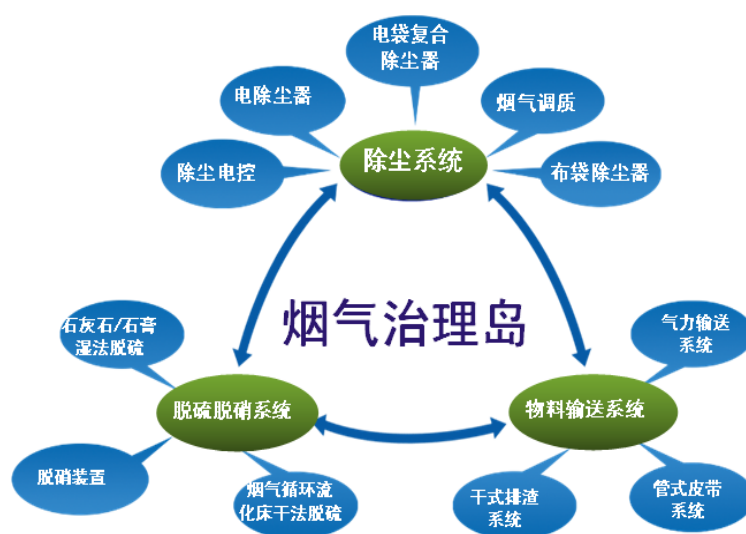 电袋复合
除尘器
电除尘器
烟气调质
除尘电控
除尘系统
布袋除尘器
烟气治理岛
石灰石/石膏
湿法脱硫
气力输送
系统
脱硫脱硝系统
物料输送系统
脱硝装置
烟气循环流
化床干法脱硫
干式排渣
系统
管式皮带
系统